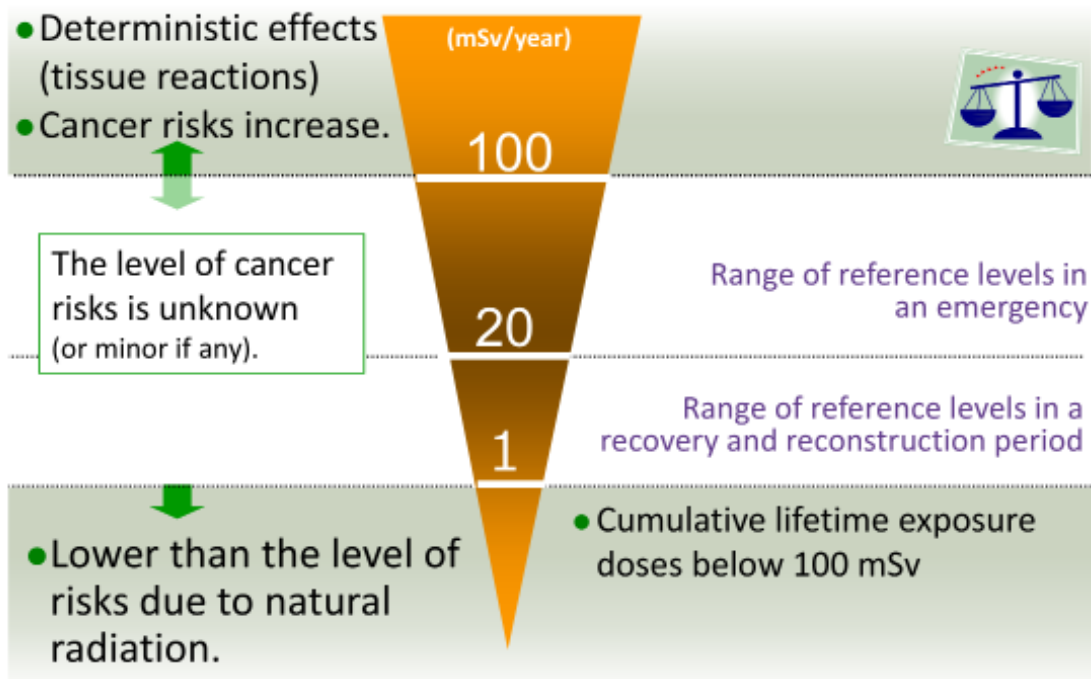 ● Deterministic effects
(tissue reactions)
● Cancer risks increase.
(mSv/year)
100
The level of cancer
risks is unknown
(or minor if any).
Range of reference levels in
an emergency
20
Range of reference levels in a
recovery and reconstruction period
1
● Lower than the level of
risks due to natural
radiation.
● Cumulative lifetime exposure
doses below 100 mSv